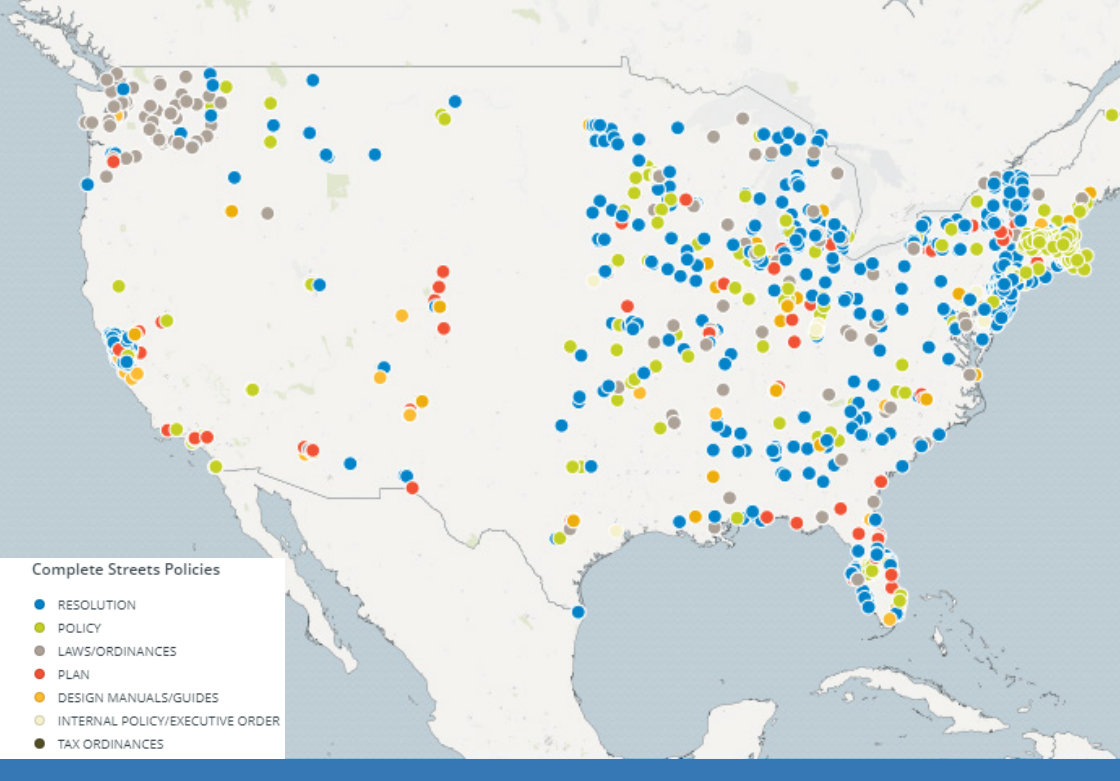 Complete Streets Policies
RESOLUTION
POLICY
LAWS/ORDINANCES
PLAN
DESIGN MANUALS/GUIDES
INTERNAL POLICY/EXECUTIVE ORDER
TAX ORDINANCES